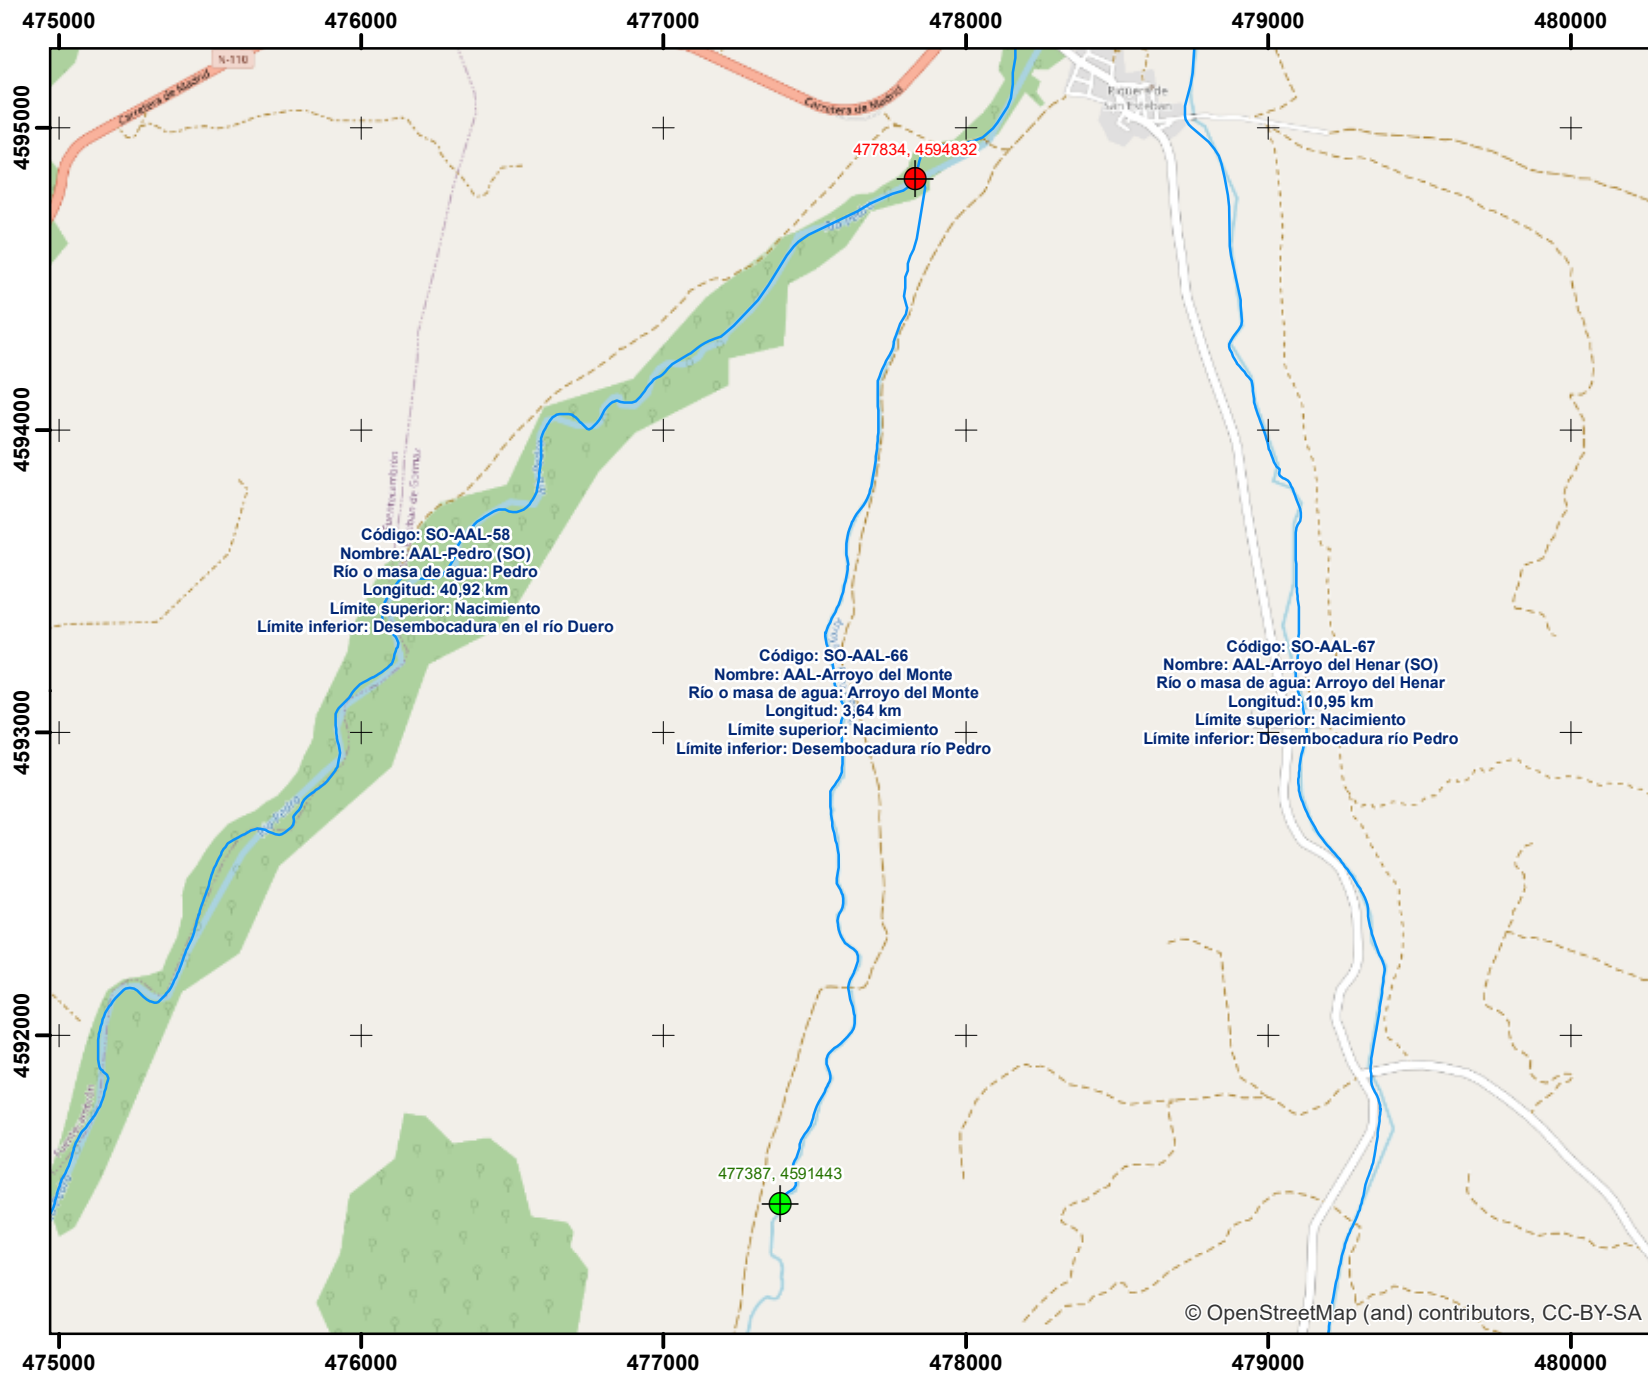 475000 476000 477000 478000 479000 480000
N-110
Carretera de Madrid
Carretera de Madrid
Piquera de
San Esteban
4595000
477834, 4594832
4594000
Código: SO-AAL-58
Nombre: AAL-Pedro (SO)
Río o masa de agua: Pedro
Longitud: 40,92 km
Límite superior: Nacimiento
Límite inferior: Desembocadura en el río Duero
Código: SO-AAL-66
Nombre: AAL-Arroyo del Monte
Río o masa de agua: Arroyo del Monte
Longitud: 3,64 km
Límite superior: Nacimiento
Límite inferior: Desembocadura río Pedro
Código: SO-AAL-67
Nombre: AAL-Arroyo del Henar (SO)
Río o masa de agua: Arroyo del Henar
Longitud: 10,95 km
Límite superior: Nacimiento
Límite inferior: Desembocadura río Pedro
4593000
Río Pedro
4592000
477387, 4591443
© OpenStreetMap (and) contributors, CC-BY-SA
475000 476000 477000 478000 479000 480000